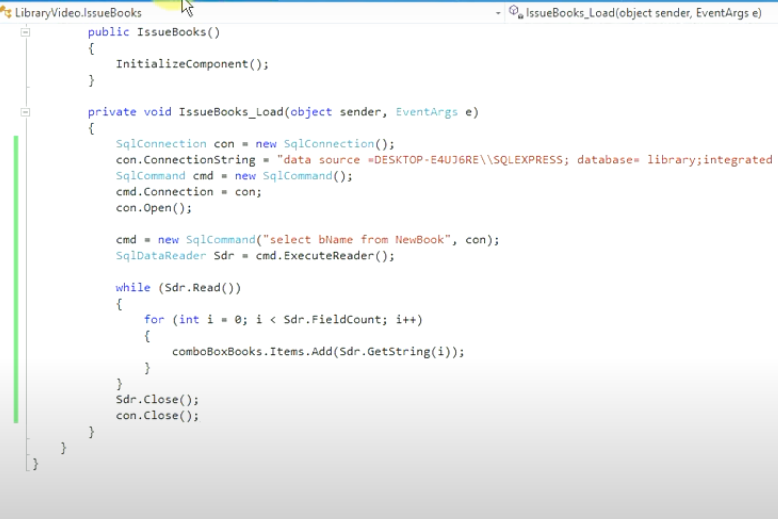 LibraryVideo.IssueBooks
IssueBooks_Load(object sender, EventArgs e)
public IssueBooks()
{
InitializeComponent();
}
private void IssueBooks_Load(object sender, EventArgs e)
{
SqlConnection con = new SqlConnection();
con.ConnectionString = "data source =DESKTOP-E4UJ6RE\\SQLEXPRESS; database= library;integrated
SqlCommand cmd = new SqlCommand();
cmd.Connection = con;
con.Open();
cmd = new SqlCommand("select bName from NewBook", con);
SqlDataReader Sdr = cmd.ExecuteReader();
while (Sdr.Read())
{
for (int i = 0; i < Sdr.FieldCount; i++)
{
comboBoxBooks.Items.Add(Sdr.GetString(i));
}
}
Sdr.Close();
con.Close();
}
}
}